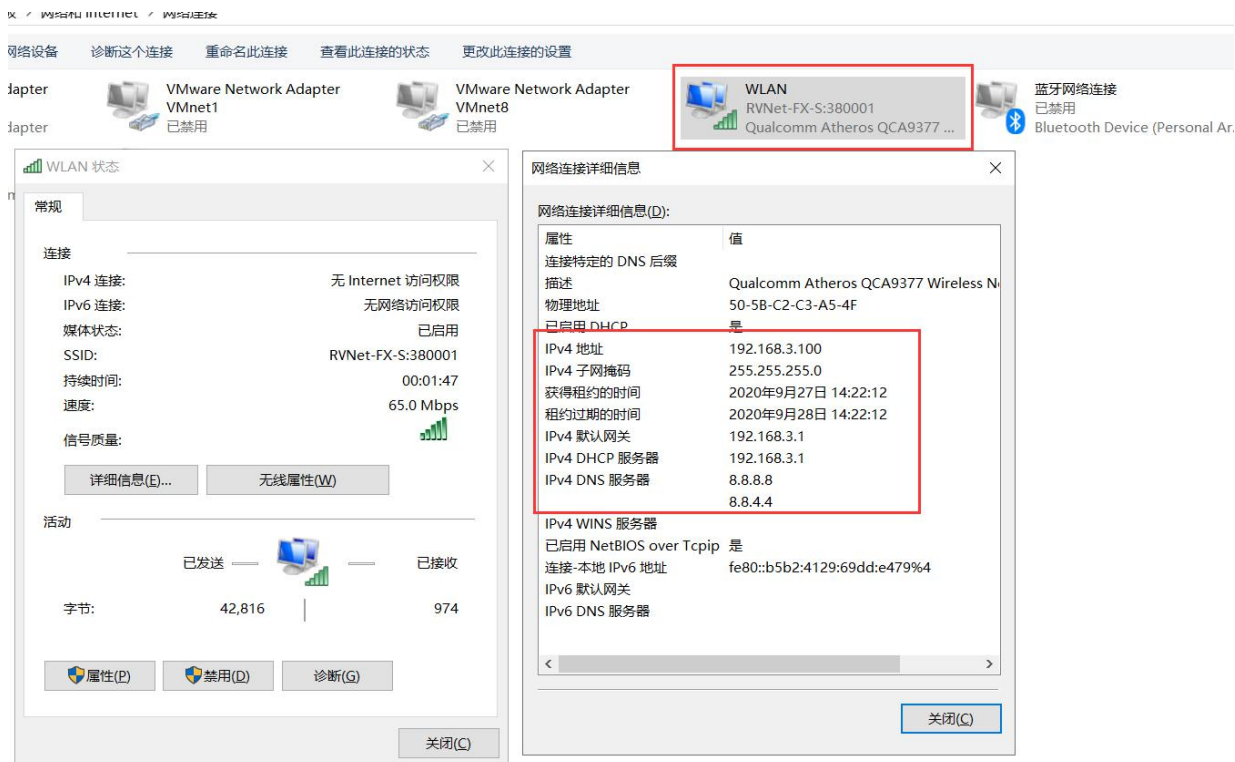 网络和 Internet 网络连接
网络设备 诊断这个连接 重命名此连接 查看此连接的状态 更改此连接的设置
VMware Network Adapter
VMnet1
已禁用
VMware Network Adapter
VMnet8
已禁用
WLAN
RVNet-FX-S:380001
Qualcomm Atheros QCA9377 ...
蓝牙网络连接
已禁用
Bluetooth Device (Personal Ar.
WLAN 状态
常规
连接
IPv4 连接: 无 Internet 访问权限
IPv6 连接: 无网络访问权限
媒体状态: 已启用
SSID: RVNet-FX-S:380001
持续时间: 00:01:47
速度: 65.0 Mbps
信号质量:
详细信息(E)... 无线属性(W)
活动
已发送 — — 已接收
字节: 42,816 974
属性(P) 禁用(D) 诊断(G)
关闭(C)
网络连接详细信息
网络连接详细信息(D):
属性 值
连接特定的 DNS 后缀
描述 Qualcomm Atheros QCA9377 Wireless N
物理地址 50-5B-C2-C3-A5-4F
已启用 DHCP 是
IPv4 地址 192.168.3.100
IPv4 子网掩码 255.255.255.0
获得租约的时间 2020年9月27日 14:22:12
租约过期的时间 2020年9月28日 14:22:12
IPv4 默认网关 192.168.3.1
IPv4 DHCP 服务器 192.168.3.1
IPv4 DNS 服务器 8.8.8.8
8.8.4.4
IPv4 WINS 服务器
已启用 NetBIOS over Tcpip 是
连接-本地 IPv6 地址 fe80::b5b2:4129:69dd:e479%4
IPv6 默认网关
IPv6 DNS 服务器
关闭(C)